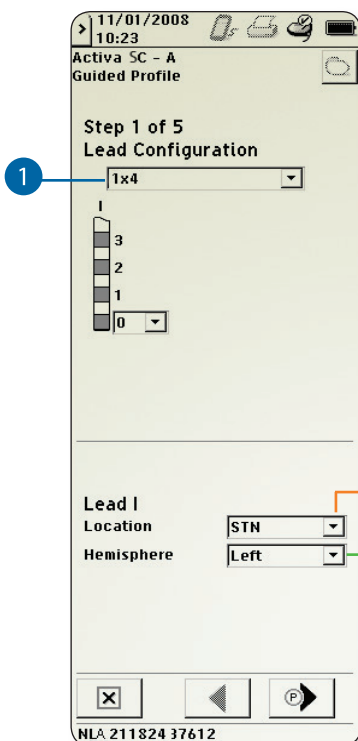 > 11/01/2008
10:23
Activa SC - A
Guided Profile
Step 1 of 5
Lead Configuration
1
1x4
I
3
2
1
0
Lead I
Location STN
Hemisphere Left
P
NLA 211824 37612